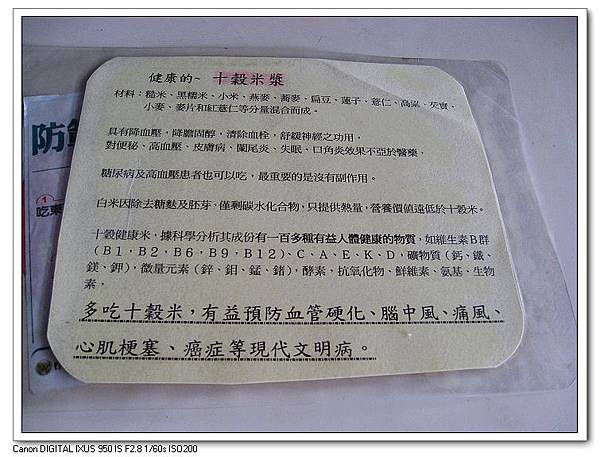 健康的~ 十穀米漿
材料：糙米、黑糯米、小米、燕麥、蕎麥、扁豆、蓮子、薏仁、高粱、芡實、
小麥、麥片和紅薏仁等分量混合而成。
具有降血壓，降膽固醇，清除血栓，舒緩神經之功用，
對便秘、高血壓、皮膚病、闌尾炎、失眠、口角炎效果不亞於醫藥，
糖尿病及高血壓患者也可以吃，最重要的是沒有副作用。
白米因除去糖麩及胚芽，僅剩碳水化合物，只提供熱量，營養價值遠低於十穀米。
十穀健康米，據科學分析其成份有一百多種有益人體健康的物質，如維生素B群
（B1，B2，B6，B9，B12）、C、A、E、K、D，礦物質（鈣、鐵、
鎂、鉀），微量元素（鋅、鉬、錳、鍺），酵素，抗氧化物、鮮維素、氨基、生物
素，
多吃十穀米，有益預防血管硬化、腦中風、痛風、
心肌梗塞、癌症等現代文明病。
防
1
吃東
Canon DIGITAL IXUS 950 IS F2.8 1/60s ISO200